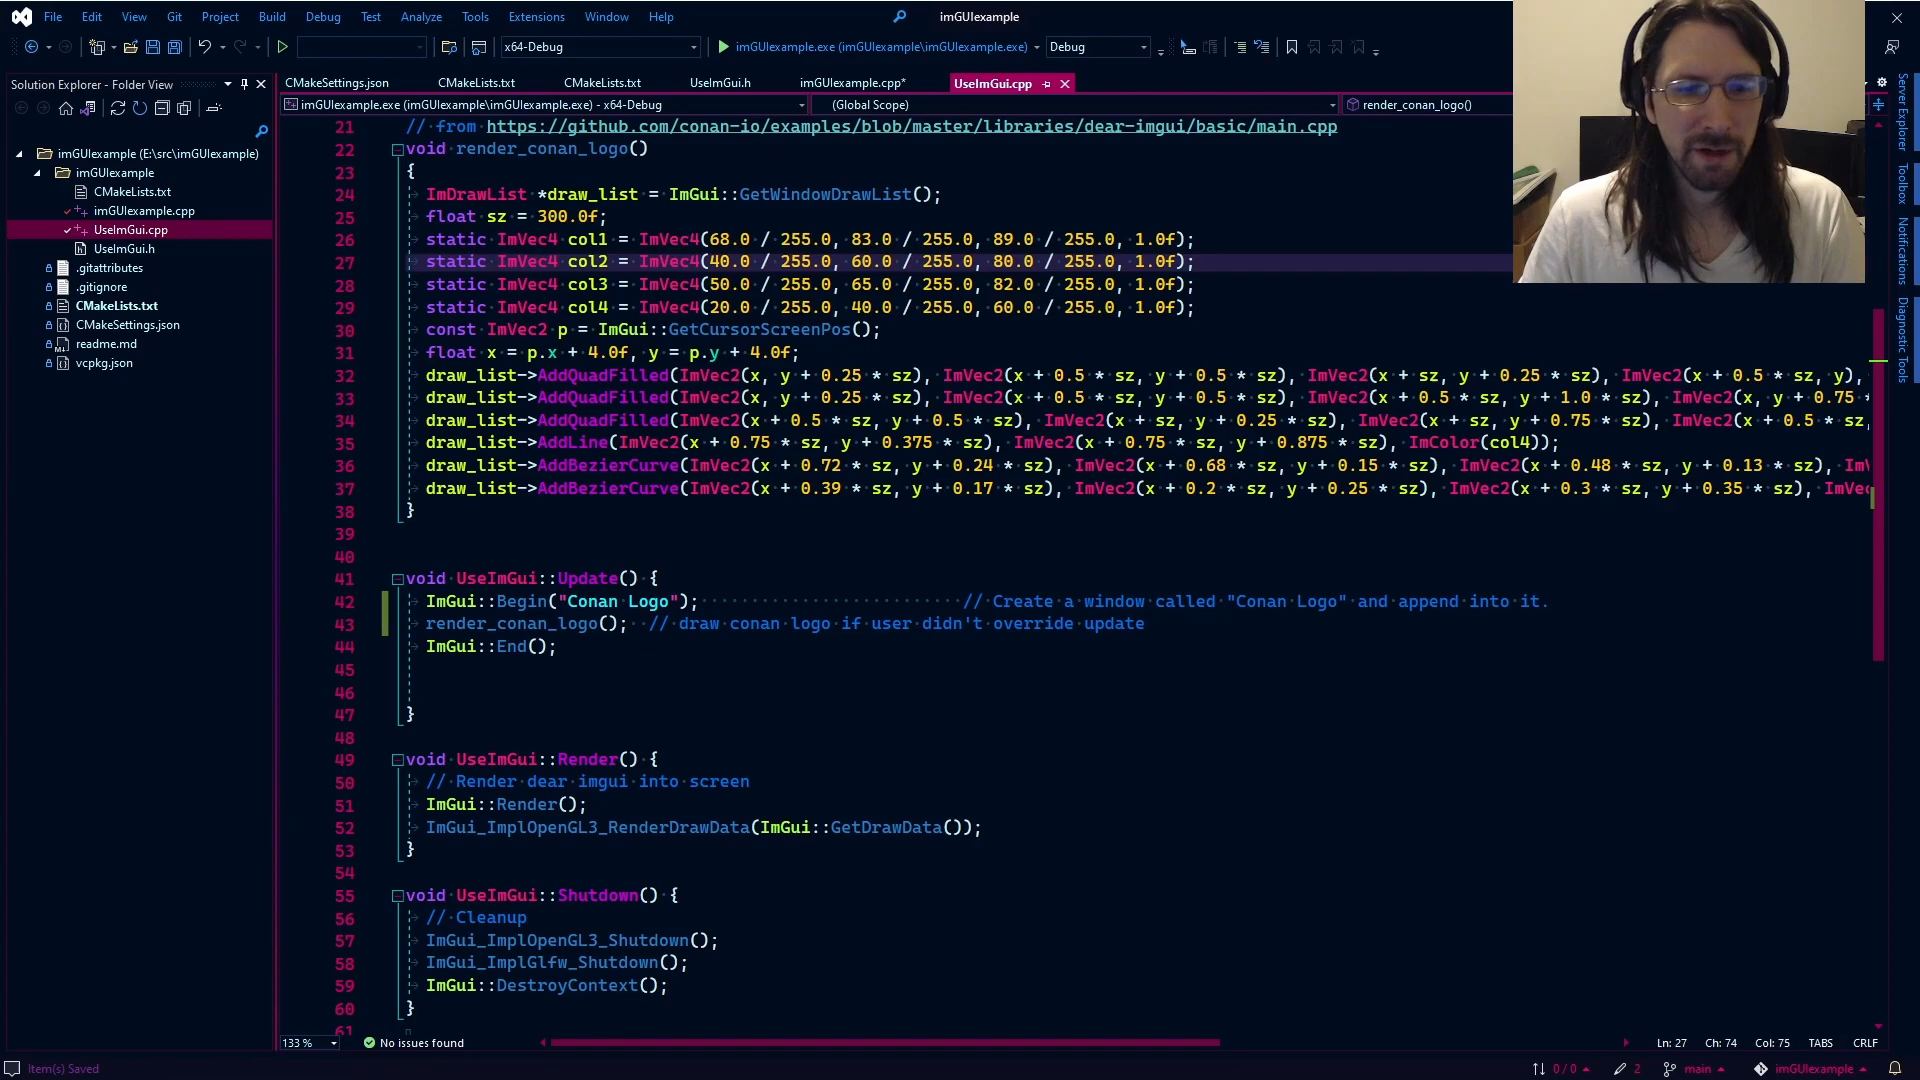 File Edit View Git Project Build Debug Test Analyze Tools Extensions Window Help imGUIexample
x64-Debug imGUIexample.exe (imGUIexample\imGUIexample.exe) Debug
Solution Explorer - Folder View
imGUIexample (E:\src\imGUIexample)
imGUIexample
CMakeLists.txt
imGUIexample.cpp
UseImGui.cpp
UseImGui.h
.gitattributes
.gitignore
CMakeLists.txt
CMakeSettings.json
readme.md
vcpkg.json
CMakeSettings.json CMakeLists.txt CMakeLists.txt UseImGui.h imGUIexample.cpp* UseImGui.cpp
imGUIexample.exe (imGUIexample\imGUIexample.exe) - x64-Debug (Global Scope) render_conan_logo()
21 // from https://github.com/conan-io/examples/blob/master/libraries/dear-imgui/basic/main.cpp
22 void render_conan_logo()
23 {
24 ImDrawList *draw_list = ImGui::GetWindowDrawList();
25 float sz = 300.0f;
26 static ImVec4 col1 = ImVec4(68.0 / 255.0, 83.0 / 255.0, 89.0 / 255.0, 1.0f);
27 static ImVec4 col2 = ImVec4(40.0 / 255.0, 60.0 / 255.0, 80.0 / 255.0, 1.0f);
28 static ImVec4 col3 = ImVec4(50.0 / 255.0, 65.0 / 255.0, 82.0 / 255.0, 1.0f);
29 static ImVec4 col4 = ImVec4(20.0 / 255.0, 40.0 / 255.0, 60.0 / 255.0, 1.0f);
30 const ImVec2 p = ImGui::GetCursorScreenPos();
31 float x = p.x + 4.0f, y = p.y + 4.0f;
32 draw_list->AddQuadFilled(ImVec2(x, y + 0.25 * sz), ImVec2(x + 0.5 * sz, y + 0.5 * sz), ImVec2(x + sz, y + 0.25 * sz), ImVec2(x + 0.5 * sz, y),
33 draw_list->AddQuadFilled(ImVec2(x, y + 0.25 * sz), ImVec2(x + 0.5 * sz, y + 0.5 * sz), ImVec2(x + 0.5 * sz, y + 1.0 * sz), ImVec2(x, y + 0.75 *
34 draw_list->AddQuadFilled(ImVec2(x + 0.5 * sz, y + 0.5 * sz), ImVec2(x + sz, y + 0.25 * sz), ImVec2(x + sz, y + 0.75 * sz), ImVec2(x + 0.5 * sz,
35 draw_list->AddLine(ImVec2(x + 0.75 * sz, y + 0.375 * sz), ImVec2(x + 0.75 * sz, y + 0.875 * sz), ImColor(col4));
36 draw_list->AddBezierCurve(ImVec2(x + 0.72 * sz, y + 0.24 * sz), ImVec2(x + 0.68 * sz, y + 0.15 * sz), ImVec2(x + 0.48 * sz, y + 0.13 * sz),
37 draw_list->AddBezierCurve(ImVec2(x + 0.39 * sz, y + 0.17 * sz), ImVec2(x + 0.2 * sz, y + 0.25 * sz), ImVec2(x + 0.3 * sz, y + 0.35 * sz),
38 }
39
40
41 void UseImGui::Update() {
42 ImGui::Begin("Conan Logo"); // Create a window called "Conan Logo" and append into it.
43 render_conan_logo(); // draw conan logo if user didn't override update
44 ImGui::End();
45
46
47 }
48
49 void UseImGui::Render() {
50 // Render dear imgui into screen
51 ImGui::Render();
52 ImGui_ImplOpenGL3_RenderDrawData(ImGui::GetDrawData());
53 }
54
55 void UseImGui::Shutdown() {
56 // Cleanup
57 ImGui_ImplOpenGL3_Shutdown();
58 ImGui_ImplGlfw_Shutdown();
59 ImGui::DestroyContext();
60 }
61
Server Explorer
Toolbox
Notifications
Diagnostic Tools
133 % No issues found Ln: 27 Ch: 74 Col: 75 TABS CRLF
Item(s) Saved 0 / 0 2 main imGUIexample